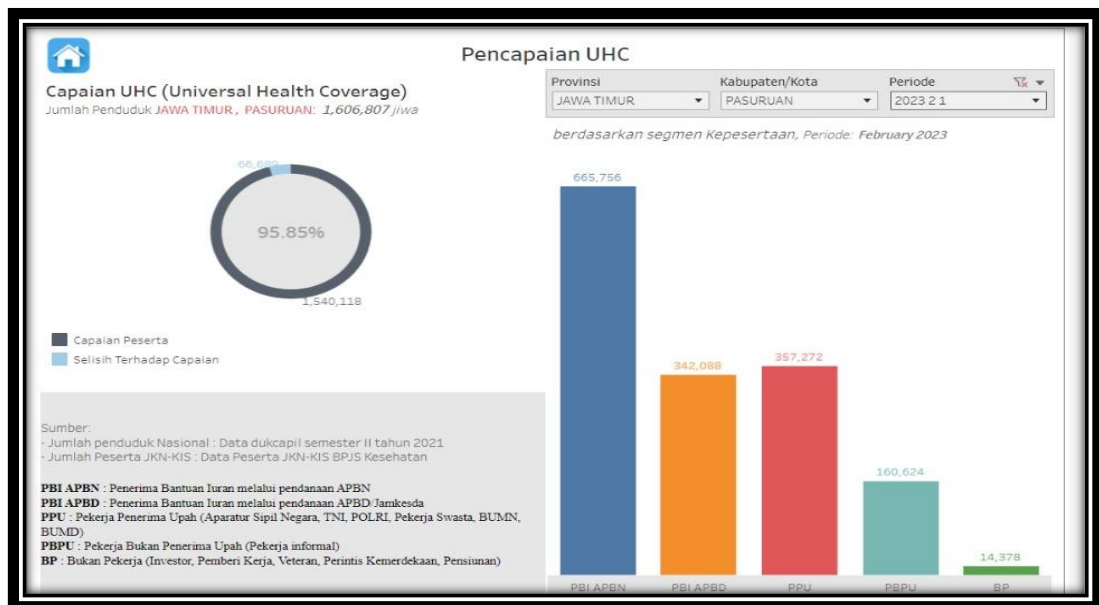 Pencapaian UHC
Capaian UHC (Universal Health Coverage)
Jumlah Penduduk JAWA TIMUR, PASURUAN: 1,606,807 jiwa
Provinsi
Kabupaten/Kota
Periode
JAWA TIMUR
PASURUAN
2023 2 1
berdasarkan segmen Kepesertaan, Periode: February 2023
66,689
95.85%
1,540,118
Capaian Peserta
Selisih Terhadap Capaian
Sumber:
- Jumlah penduduk Nasional : Data dukcapil semester II tahun 2021
- Jumlah Peserta JKN-KIS : Data Peserta JKN-KIS BPJS Kesehatan
PBI APBN : Penerima Bantuan Iuran melalui pendanaan APBN
PBI APBD : Penerima Bantuan Iuran melalui pendanaan APBD/Jamkesda
PPU : Pekerja Penerima Upah (Aparatur Sipil Negara, TNI, POLRI, Pekerja Swasta, BUMN,
BUMD)
PBPU : Pekerja Bukan Penerima Upah (Pekerja informal)
BP : Bukan Pekerja (Investor, Pemberi Kerja, Veteran, Perintis Kemerdekaan, Pensiunan)
665,756
342,088
357,272
160,624
14,378
PBI APBN
PBI APBD
PPU
PBPU
BP